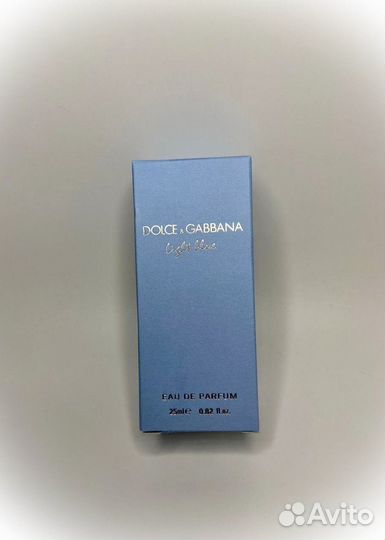 DOLCE & GABBANA
light blue
EAU DE PARFUM
25ml e 0.82 fl.oz.
Avito